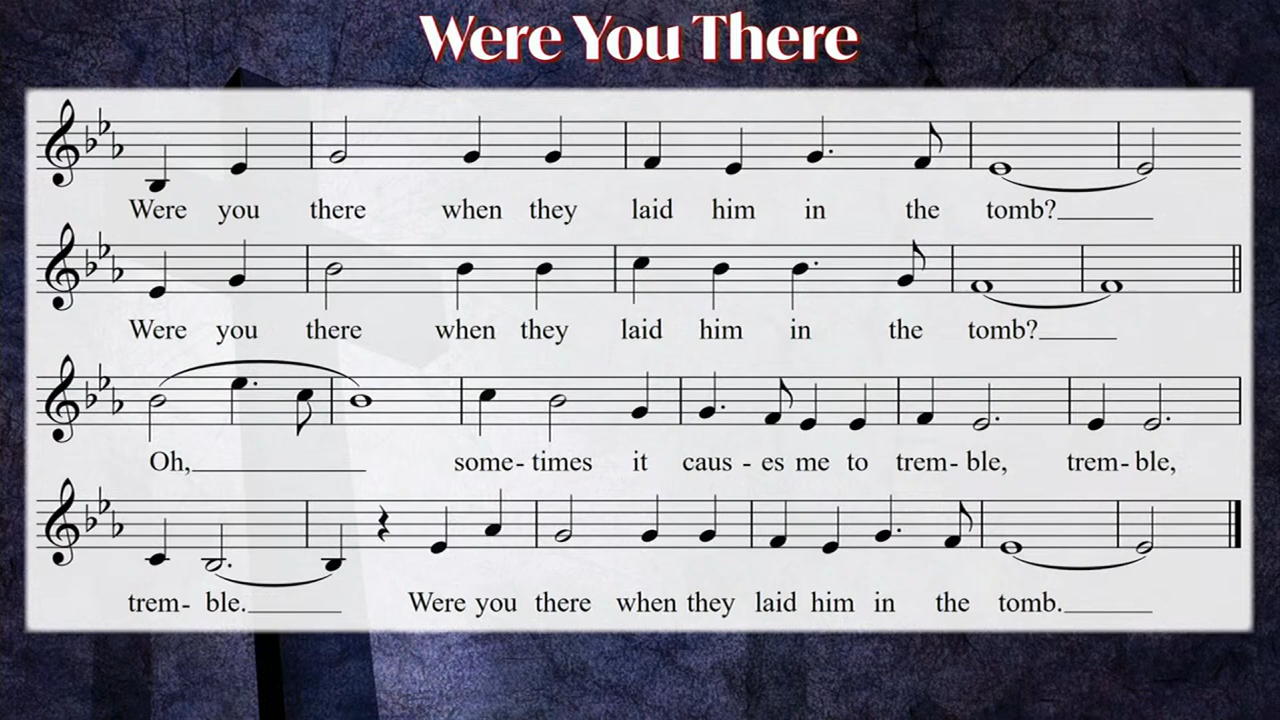 Were You There
Were you there when they laid him in the tomb?
Were you there when they laid him in the tomb?
Oh, some- times it caus - es me to trem- ble, trem- ble,
trem- ble. Were you there when they laid him in the tomb.